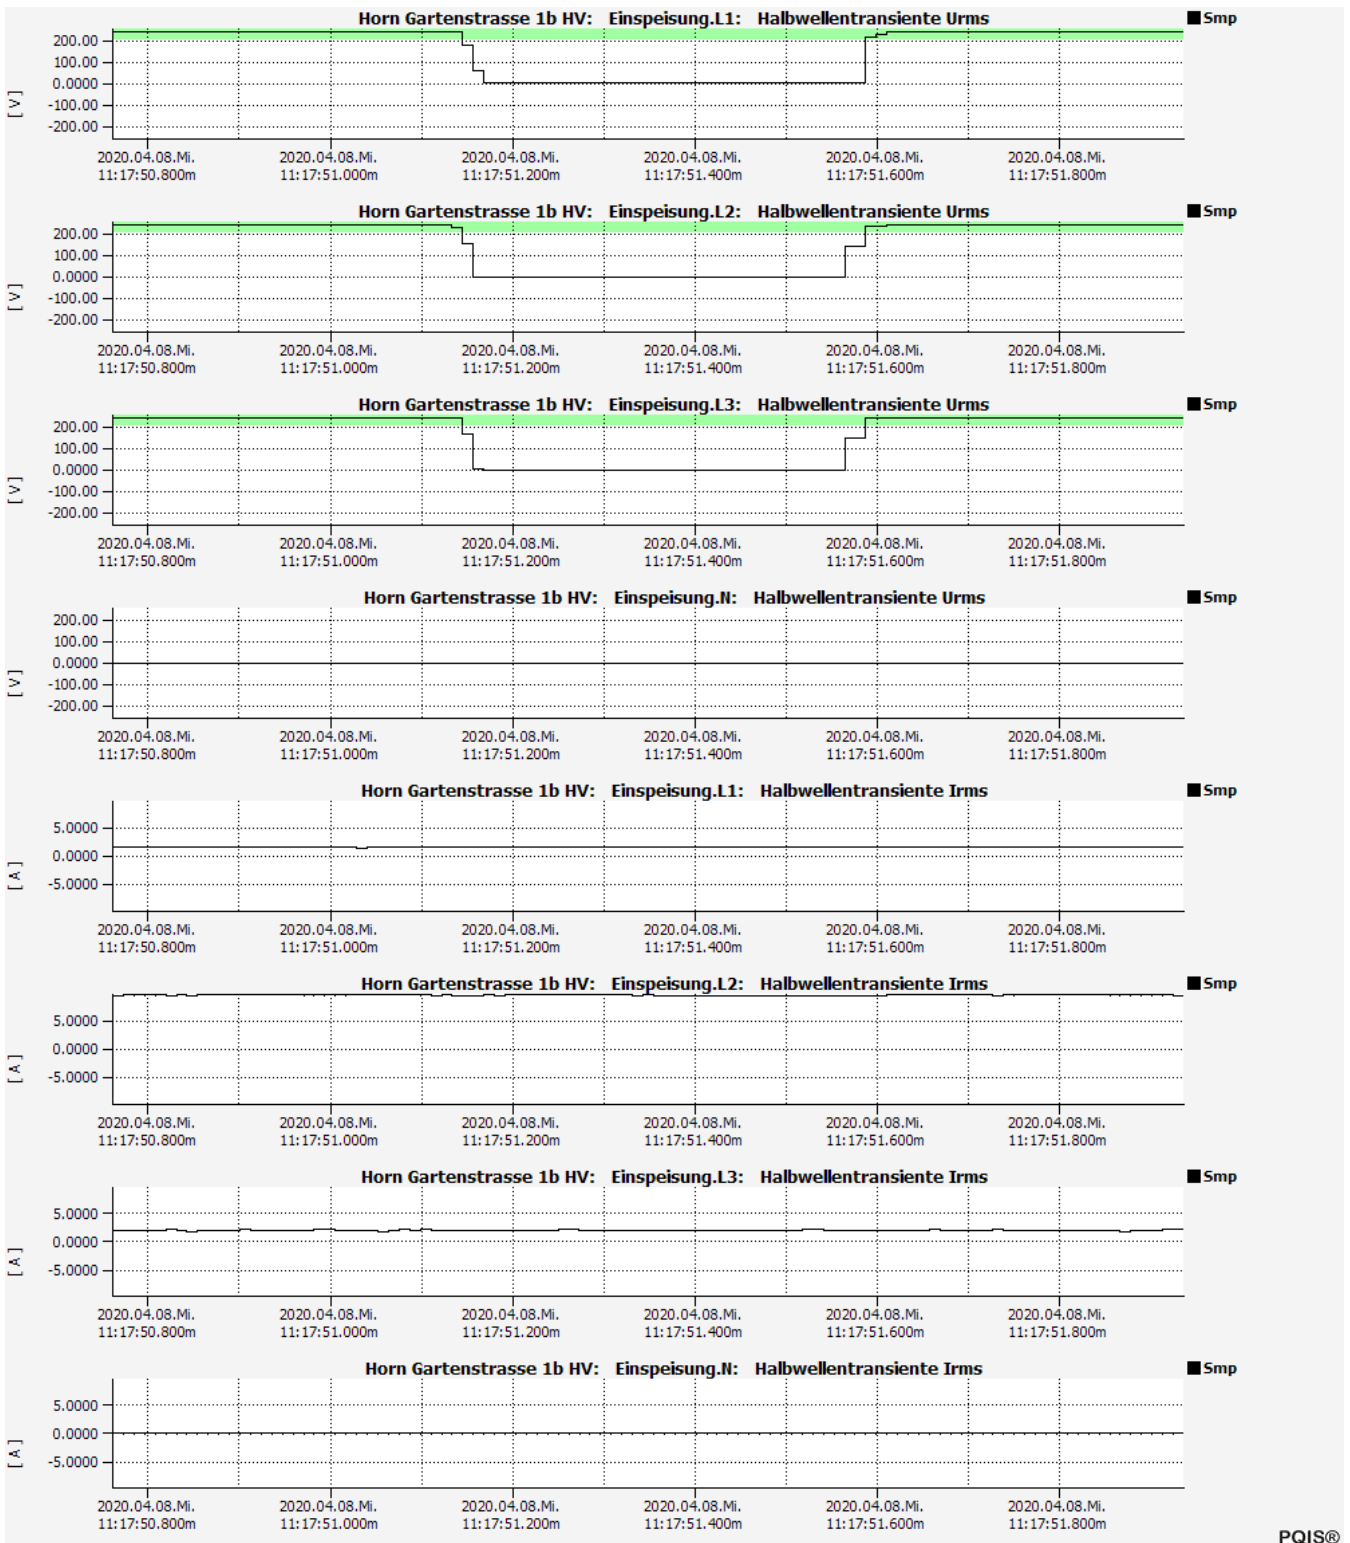 Horn Gartenstrasse 1b HV: Einspeisung.L1: Halbwellentransiente Urms
Smp
200.00
100.00
0.0000
-100.00
-200.00
[ V ]
2020.04.08.Mi. 2020.04.08.Mi. 2020.04.08.Mi. 2020.04.08.Mi. 2020.04.08.Mi. 2020.04.08.Mi.
11:17:50.800m 11:17:51.000m 11:17:51.200m 11:17:51.400m 11:17:51.600m 11:17:51.800m
Horn Gartenstrasse 1b HV: Einspeisung.L2: Halbwellentransiente Urms
Smp
200.00
100.00
0.0000
-100.00
-200.00
[ V ]
2020.04.08.Mi. 2020.04.08.Mi. 2020.04.08.Mi. 2020.04.08.Mi. 2020.04.08.Mi. 2020.04.08.Mi.
11:17:50.800m 11:17:51.000m 11:17:51.200m 11:17:51.400m 11:17:51.600m 11:17:51.800m
Horn Gartenstrasse 1b HV: Einspeisung.L3: Halbwellentransiente Urms
Smp
200.00
100.00
0.0000
-100.00
-200.00
[ V ]
2020.04.08.Mi. 2020.04.08.Mi. 2020.04.08.Mi. 2020.04.08.Mi. 2020.04.08.Mi. 2020.04.08.Mi.
11:17:50.800m 11:17:51.000m 11:17:51.200m 11:17:51.400m 11:17:51.600m 11:17:51.800m
Horn Gartenstrasse 1b HV: Einspeisung.N: Halbwellentransiente Urms
Smp
200.00
100.00
0.0000
-100.00
-200.00
[ V ]
2020.04.08.Mi. 2020.04.08.Mi. 2020.04.08.Mi. 2020.04.08.Mi. 2020.04.08.Mi. 2020.04.08.Mi.
11:17:50.800m 11:17:51.000m 11:17:51.200m 11:17:51.400m 11:17:51.600m 11:17:51.800m
Horn Gartenstrasse 1b HV: Einspeisung.L1: Halbwellentransiente Irms
Smp
5.0000
0.0000
-5.0000
[ A ]
2020.04.08.Mi. 2020.04.08.Mi. 2020.04.08.Mi. 2020.04.08.Mi. 2020.04.08.Mi. 2020.04.08.Mi.
11:17:50.800m 11:17:51.000m 11:17:51.200m 11:17:51.400m 11:17:51.600m 11:17:51.800m
Horn Gartenstrasse 1b HV: Einspeisung.L2: Halbwellentransiente Irms
Smp
5.0000
0.0000
-5.0000
[ A ]
2020.04.08.Mi. 2020.04.08.Mi. 2020.04.08.Mi. 2020.04.08.Mi. 2020.04.08.Mi. 2020.04.08.Mi.
11:17:50.800m 11:17:51.000m 11:17:51.200m 11:17:51.400m 11:17:51.600m 11:17:51.800m
Horn Gartenstrasse 1b HV: Einspeisung.L3: Halbwellentransiente Irms
Smp
5.0000
0.0000
-5.0000
[ A ]
2020.04.08.Mi. 2020.04.08.Mi. 2020.04.08.Mi. 2020.04.08.Mi. 2020.04.08.Mi. 2020.04.08.Mi.
11:17:50.800m 11:17:51.000m 11:17:51.200m 11:17:51.400m 11:17:51.600m 11:17:51.800m
Horn Gartenstrasse 1b HV: Einspeisung.N: Halbwellentransiente Irms
Smp
5.0000
0.0000
-5.0000
[ A ]
2020.04.08.Mi. 2020.04.08.Mi. 2020.04.08.Mi. 2020.04.08.Mi. 2020.04.08.Mi. 2020.04.08.Mi.
11:17:50.800m 11:17:51.000m 11:17:51.200m 11:17:51.400m 11:17:51.600m 11:17:51.800m
PQIS®